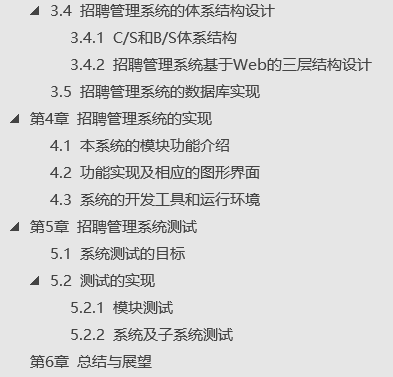 3.4 招聘管理系统的体系结构设计
3.4.1 C/S和B/S体系结构
3.4.2 招聘管理系统基于Web的三层结构设计
3.5 招聘管理系统的数据库实现
第4章 招聘管理系统的实现
4.1 本系统的模块功能介绍
4.2 功能实现及相应的图形界面
4.3 系统的开发工具和运行环境
第5章 招聘管理系统测试
5.1 系统测试的目标
5.2 测试的实现
5.2.1 模块测试
5.2.2 系统及子系统测试
第6章 总结与展望